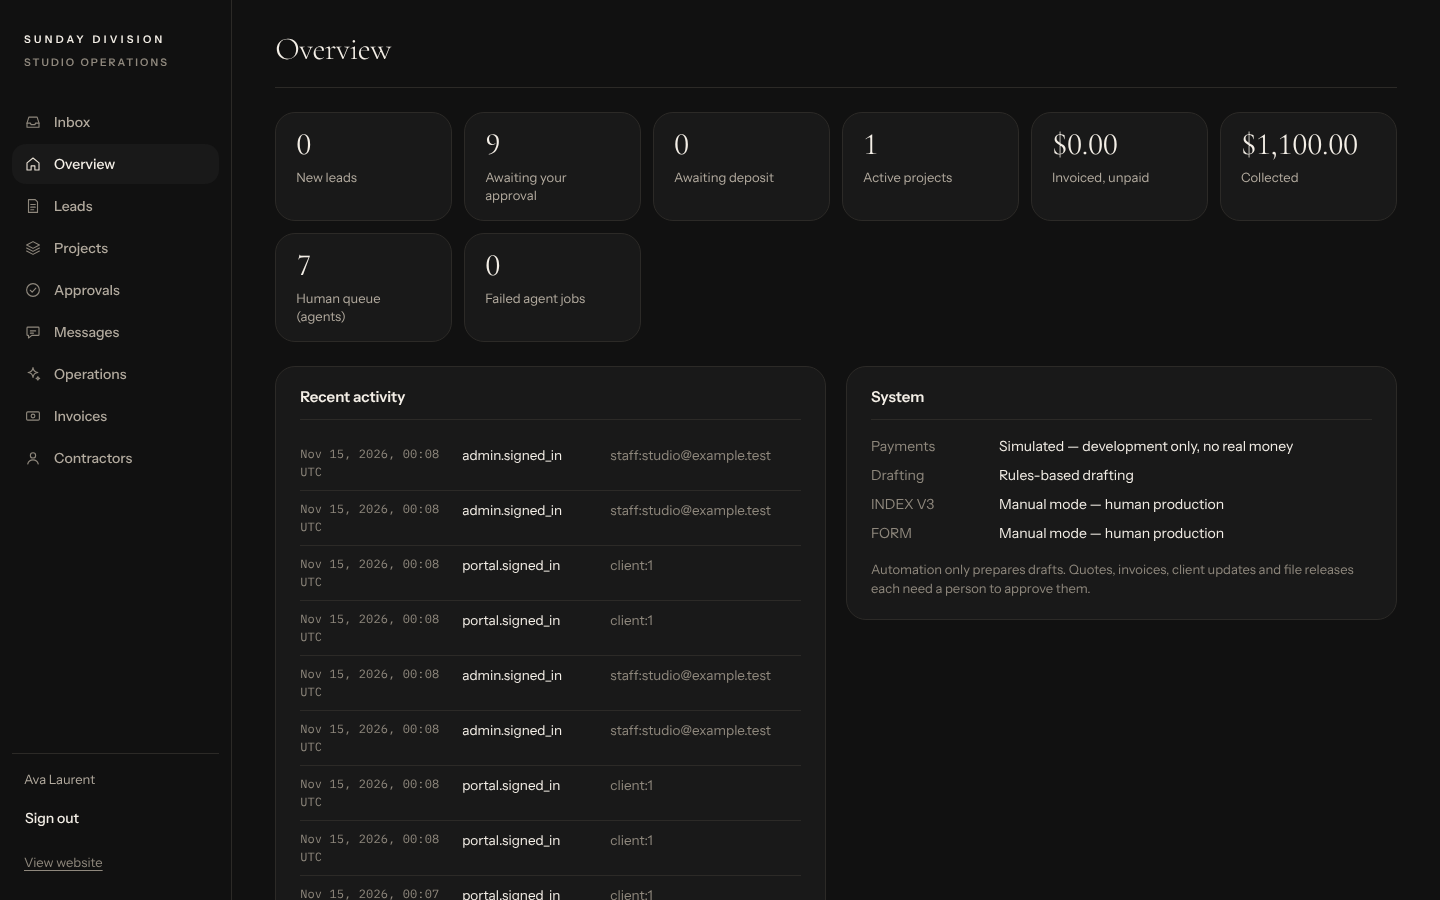 SUNDAY DIVISION
STUDIO OPERATIONS
Inbox
Overview
Leads
Projects
Approvals
Messages
Operations
Invoices
Contractors
Ava Laurent
Sign out
View website
Overview
0
New leads
9
Awaiting your
approval
0
Awaiting deposit
1
Active projects
$0.00
Invoiced, unpaid
$1,100.00
Collected
7
Human queue
(agents)
0
Failed agent jobs
Recent activity
Nov 15, 2026, 00:08 admin.signed_in staff:studio@example.test
UTC
Nov 15, 2026, 00:08 admin.signed_in staff:studio@example.test
UTC
Nov 15, 2026, 00:08 portal.signed_in client:1
UTC
Nov 15, 2026, 00:08 portal.signed_in client:1
UTC
Nov 15, 2026, 00:08 admin.signed_in staff:studio@example.test
UTC
Nov 15, 2026, 00:08 admin.signed_in staff:studio@example.test
UTC
Nov 15, 2026, 00:08 portal.signed_in client:1
UTC
Nov 15, 2026, 00:08 portal.signed_in client:1
UTC
Nov 15, 2026, 00:07 portal.signed_in client:1
System
Payments Simulated — development only, no real money
Drafting Rules-based drafting
INDEX V3 Manual mode — human production
FORM Manual mode — human production
Automation only prepares drafts. Quotes, invoices, client updates and file releases
each need a person to approve them.